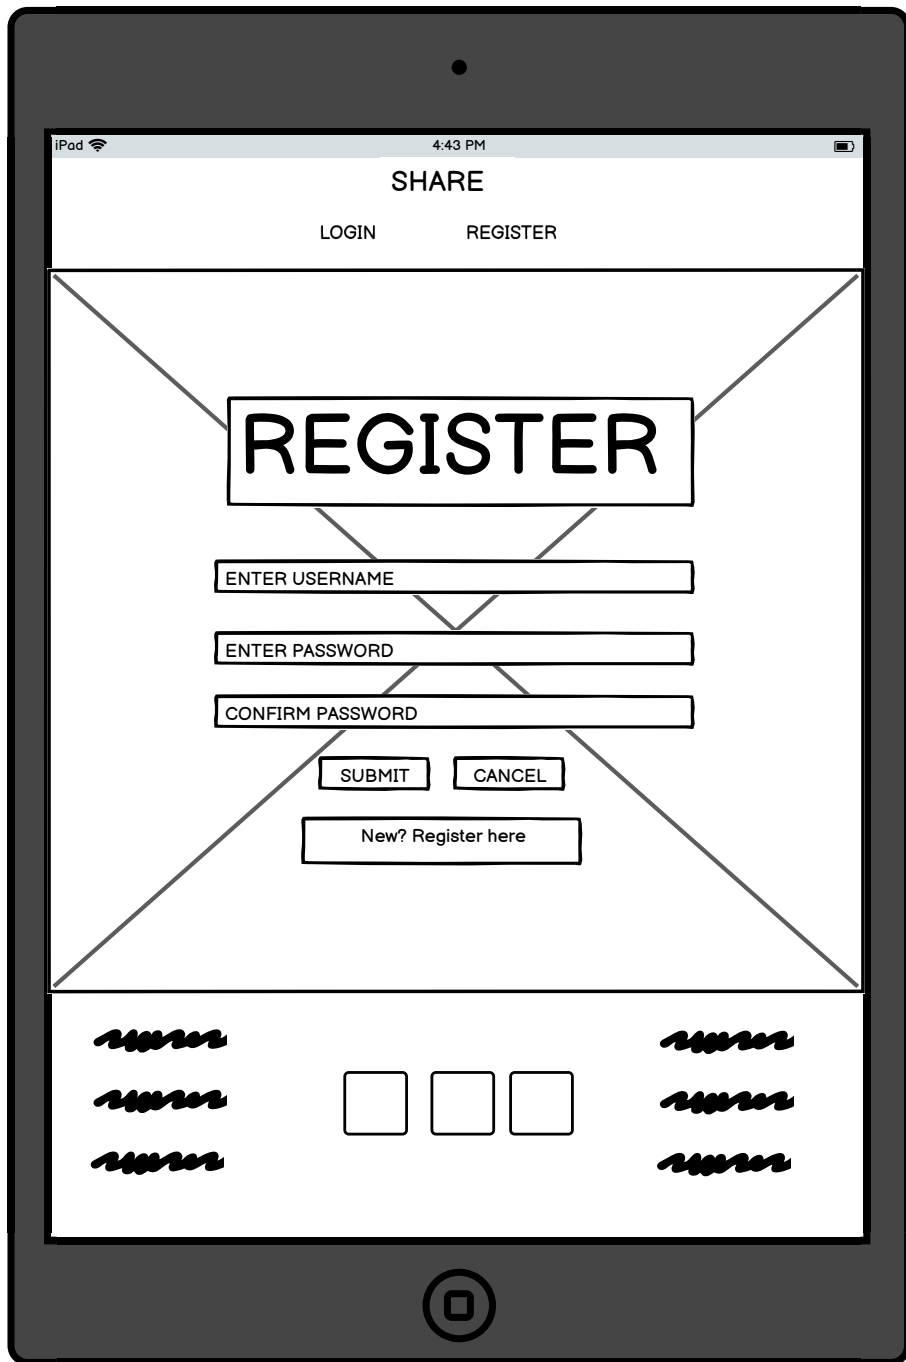 iPad 4:43 PM
SHARE
LOGIN REGISTER
REGISTER
ENTER USERNAME
ENTER PASSWORD
CONFIRM PASSWORD
SUBMIT CANCEL
New? Register here